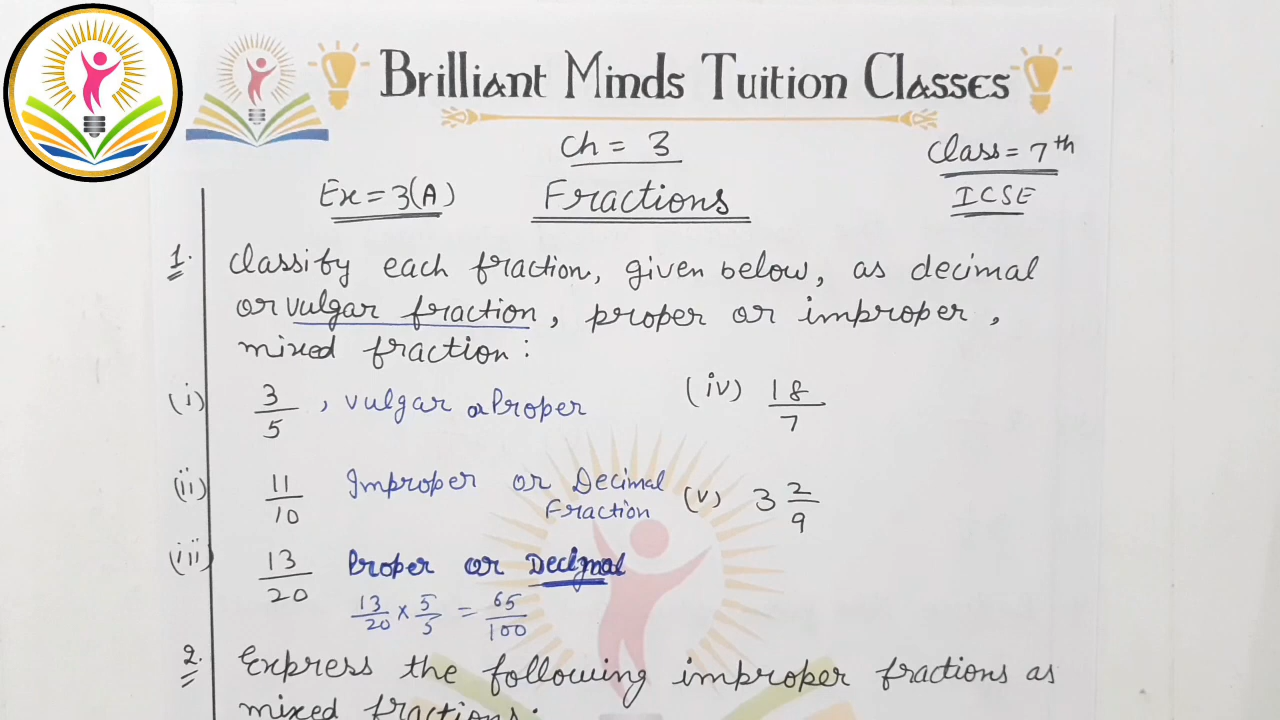 Brilliant Minds Tuition Classes
Ch = 3
Class = 7th
Ex = 3(A)
Fractions
ICSE
1. Classify each fraction, given below, as decimal
or vulgar fraction, proper or improper,
mixed fraction:
(i) 3/5, vulgar or Proper
(iv) 18/7
(ii) 11/10 Improper or Decimal
Fraction
(v) 3 2/9
(iii) 13/20 Proper or Decimal
13/20 × 5/5 = 65/100
2. Express the following improper fractions as
mixed fractions: